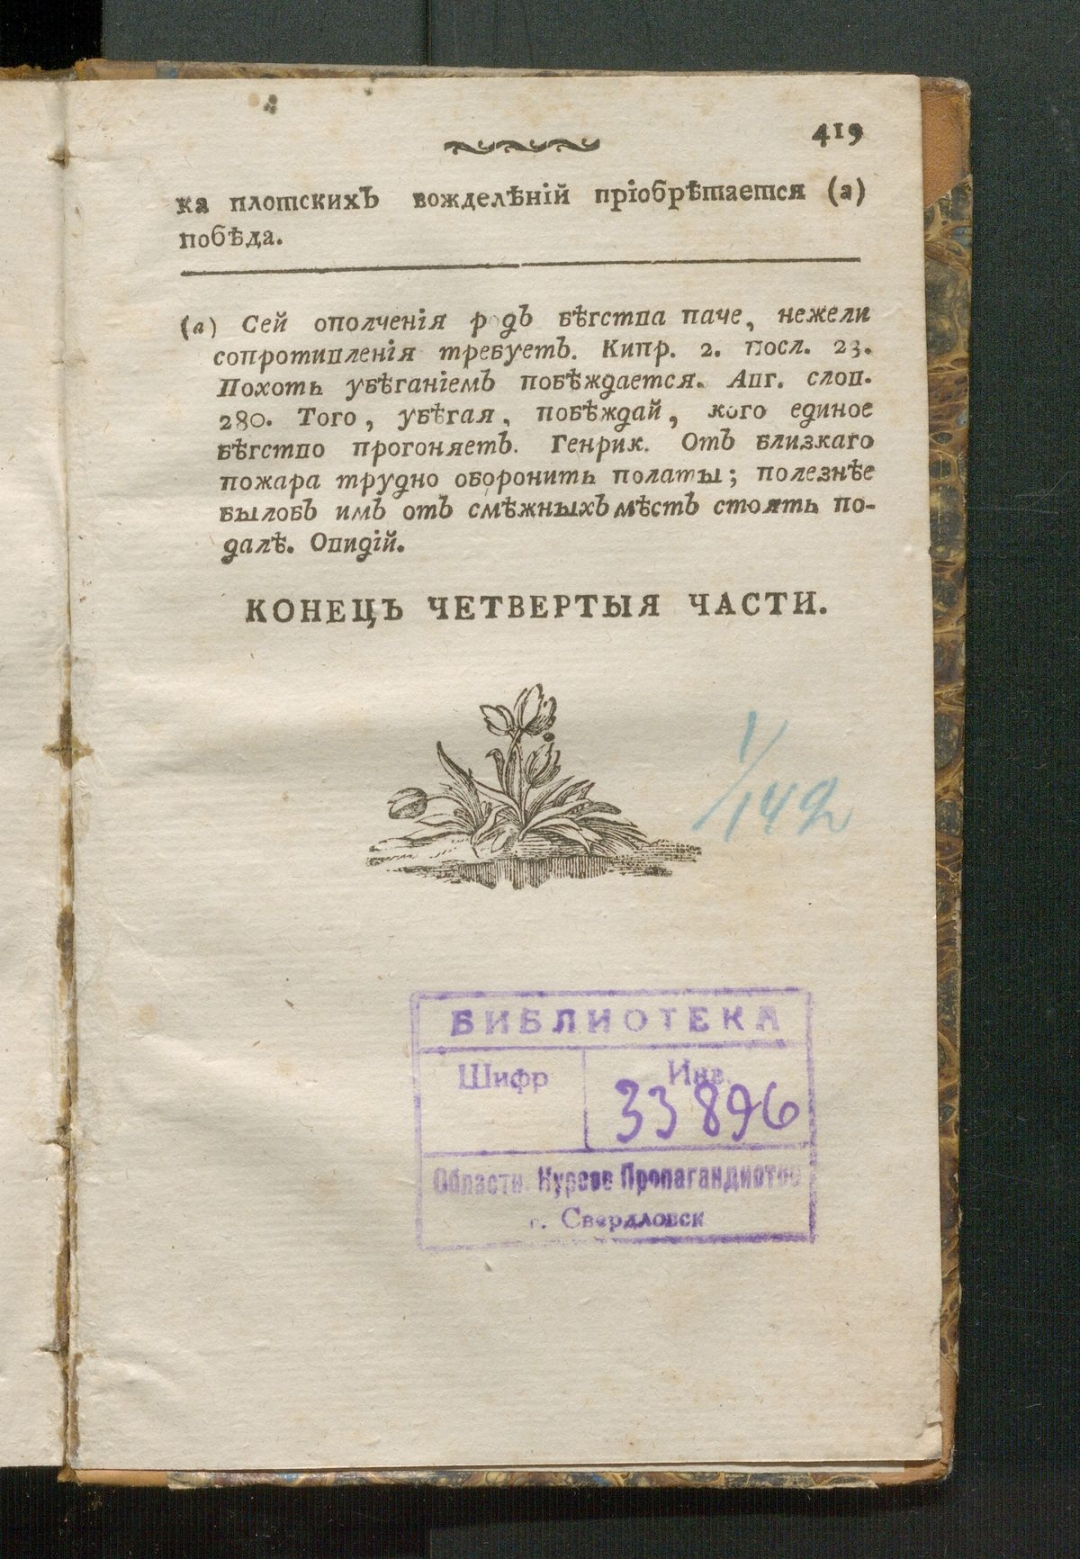 419
ка плотскихЪ вожделѣній пріобрѣтается (а)
побѣда.
(а) Сей ополченія р дЪ бѣгства паче, нежели
сопротивленія требуетЪ. Кипр. 2. посл. 23.
Похоть убѣганіемЪ побѣждается. Авг. слов.
280. Того, убѣгая, побѣждай, кого единое
бѣгство прогоняетЪ. Генрик. ОтЪ близкаго
пожара трудно оборонить полаты; полезнѣе
былобЪ имЪ отЪ смѣжныхЪ мѣстЪ стоять по-
далѣ. Овидій.
КОНЕЦЪ ЧЕТВЕРТЫЯ ЧАСТИ.
1/142
БИБЛИОТЕКА
Шифр Инв.
33896
Областн. Курсов Пропагандистов
г. Свердловск